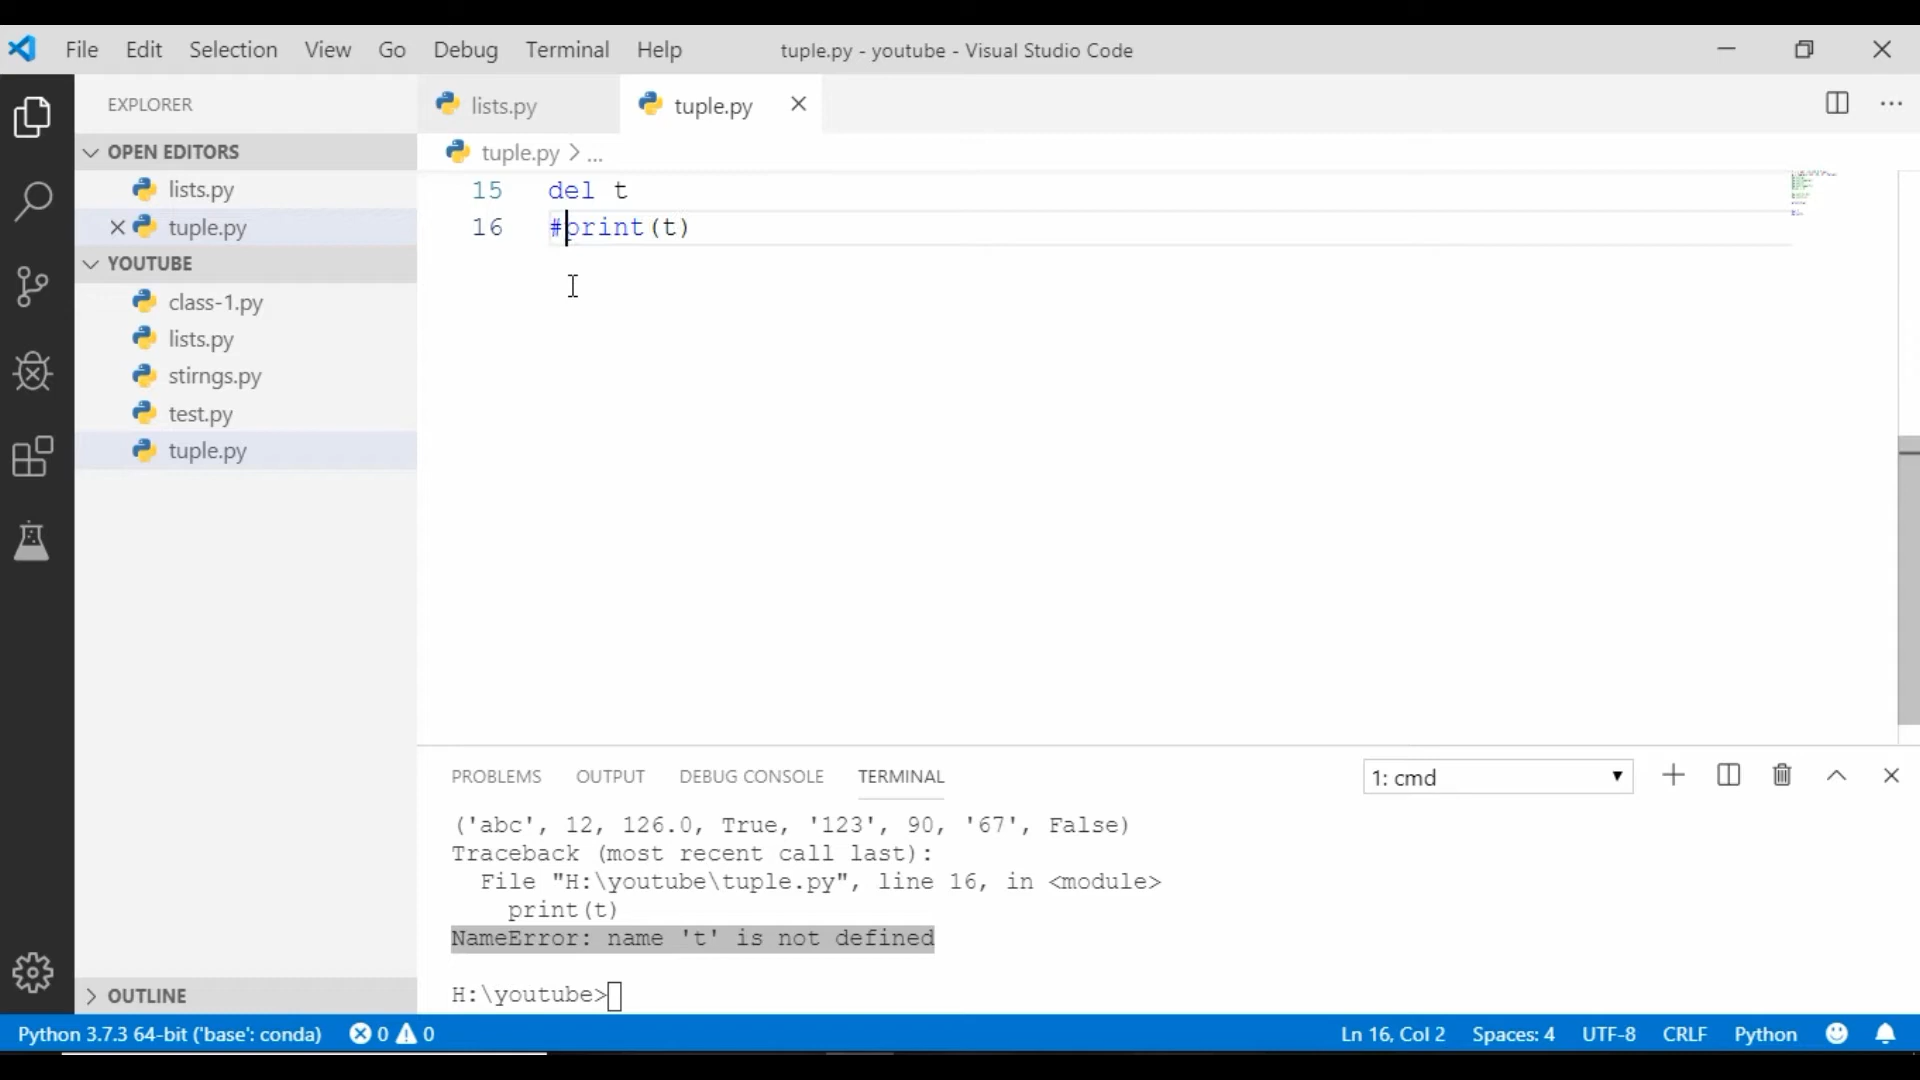 File Edit Selection View Go Debug Terminal Help tuple.py - youtube - Visual Studio Code
EXPLORER
OPEN EDITORS
lists.py
tuple.py
YOUTUBE
class-1.py
lists.py
stirngs.py
test.py
tuple.py
OUTLINE
lists.py tuple.py
tuple.py > ...
15 del t
16 #print(t)
PROBLEMS OUTPUT DEBUG CONSOLE TERMINAL 1: cmd
('abc', 12, 126.0, True, '123', 90, '67', False)
Traceback (most recent call last):
File "H:\youtube\tuple.py", line 16, in <module>
print(t)
NameError: name 't' is not defined
H:\youtube>
Python 3.7.3 64-bit ('base': conda) 0 0 Ln 16, Col 2 Spaces: 4 UTF-8 CRLF Python